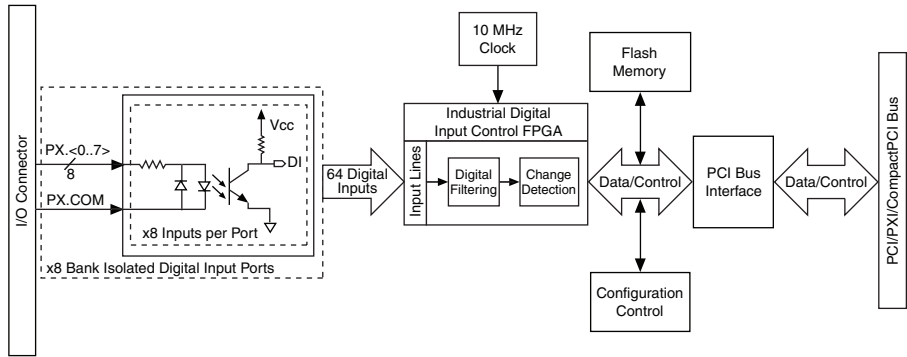 I/O Connector
PX.<0..7>
8
PX.COM
Vcc
DI
x8 Inputs per Port
x8 Bank Isolated Digital Input Ports
64 Digital
Inputs
10 MHz
Clock
Industrial Digital
Input Control FPGA
Input Lines
Digital
Filtering
Change
Detection
Flash
Memory
Data/Control
Configuration
Control
PCI Bus
Interface
Data/Control
PCI/PXI/CompactPCI Bus